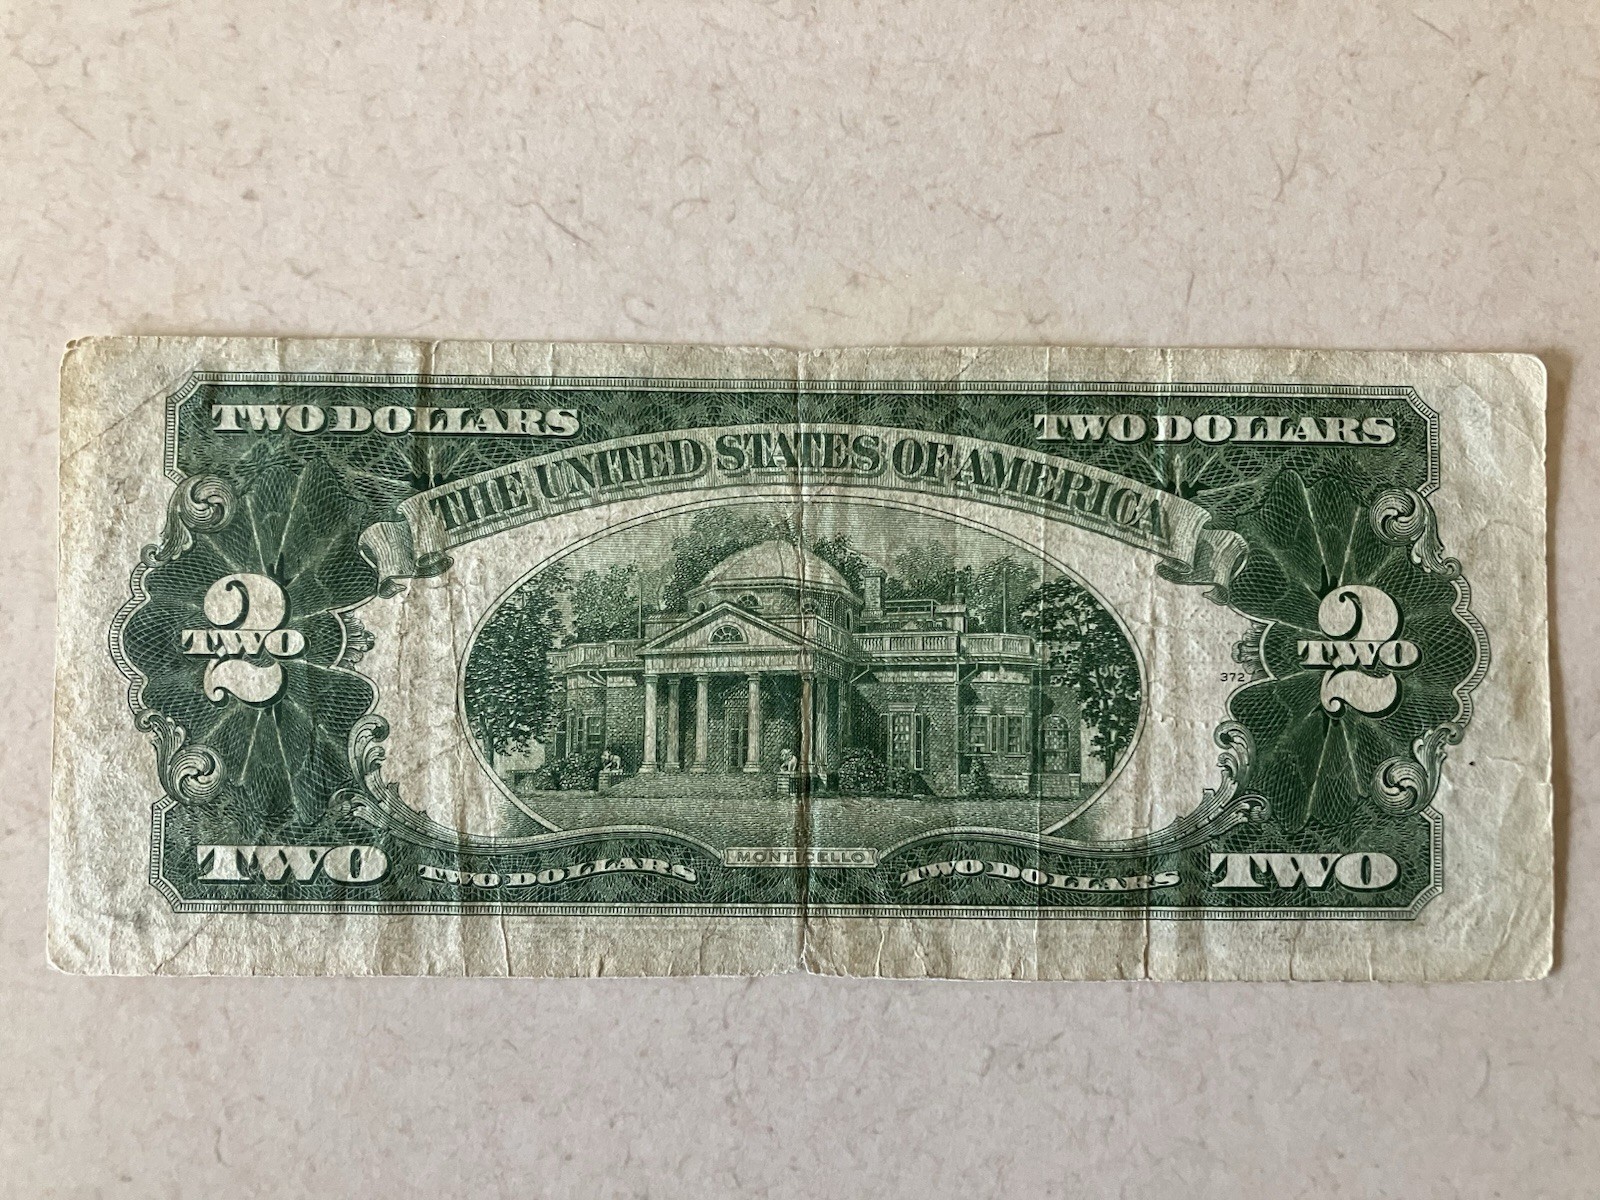 TWO DOLLARS TWO DOLLARS
THE UNITED STATES OF AMERICA
2 2
TWO TWO
372
MONTICELLO
TWO TWO DOLLARS TWO DOLLARS TWO